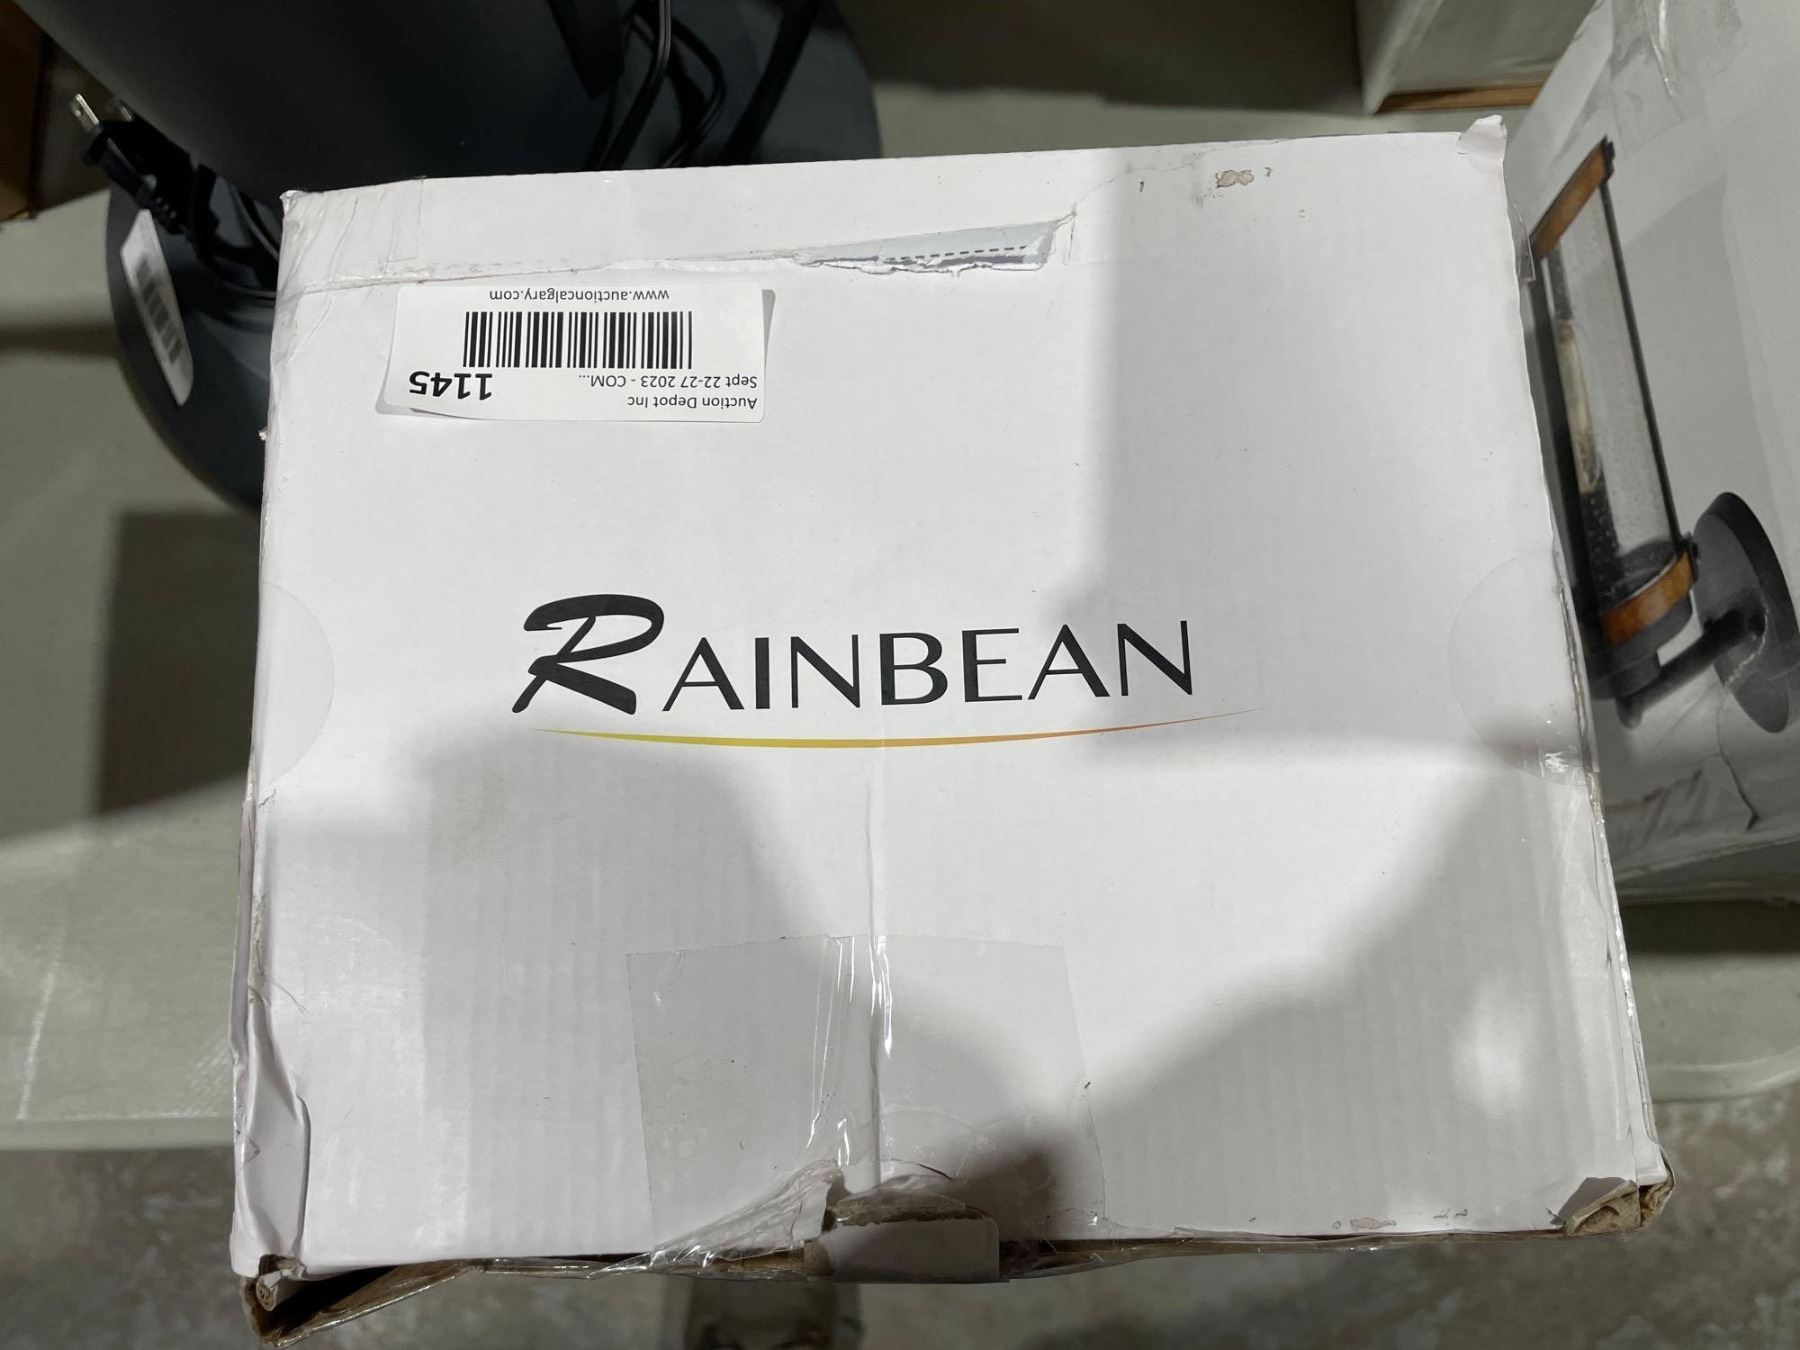 Auction Depot Inc
Sept 22-27 2023 - COM...
1145
www.auctioncalgary.com
RAINBEAN